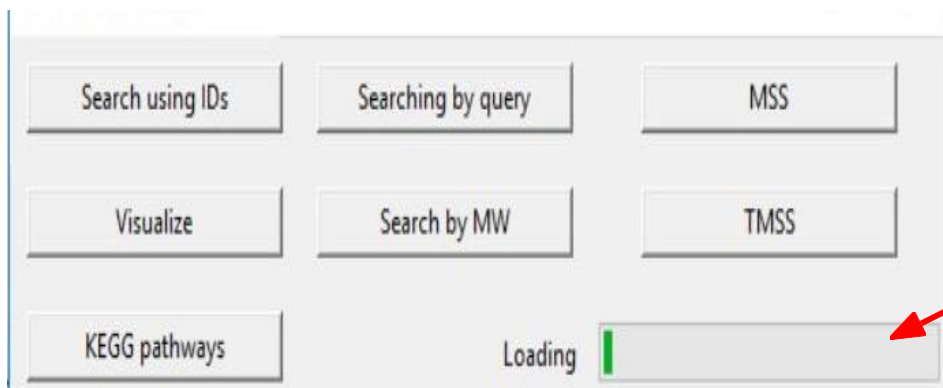 Search using IDs
Searching by query
MSS
Visualize
Search by MW
TMSS
KEGG pathways
Loading